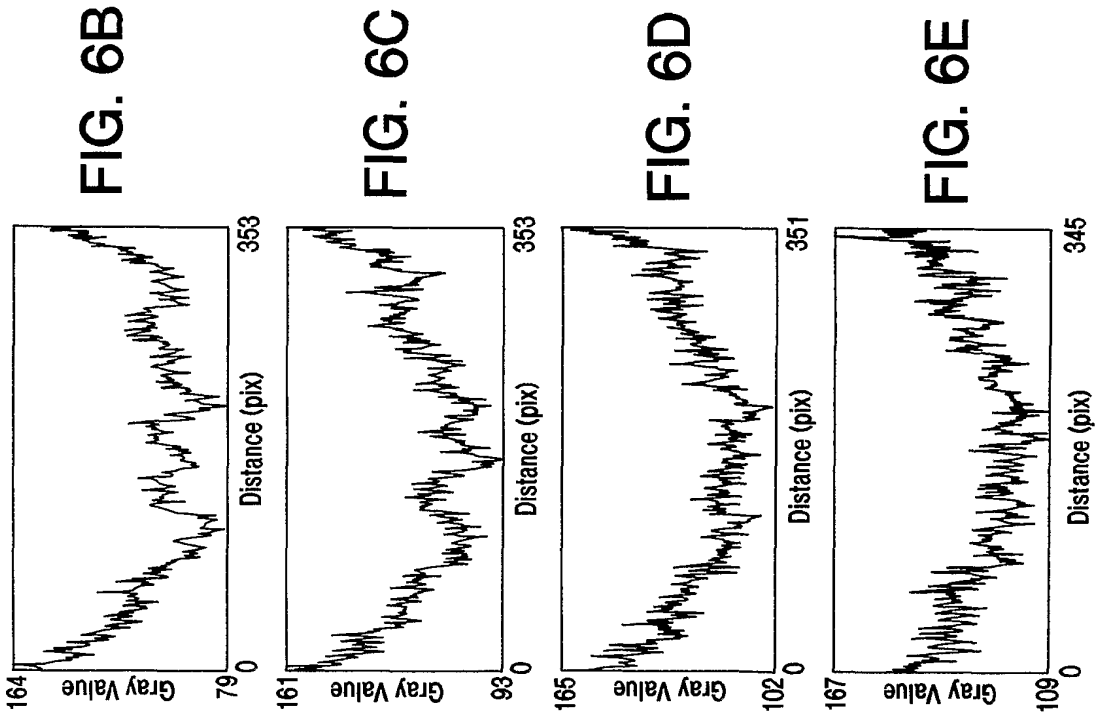 FIG. 6B
164
Gray Value
79
0
Distance (pix)
353
FIG. 6C
161
Gray Value
93
0
Distance (pix)
353
FIG. 6D
165
Gray Value
102
0
Distance (pix)
351
FIG. 6E
167
Gray Value
109
0
Distance (pix)
345